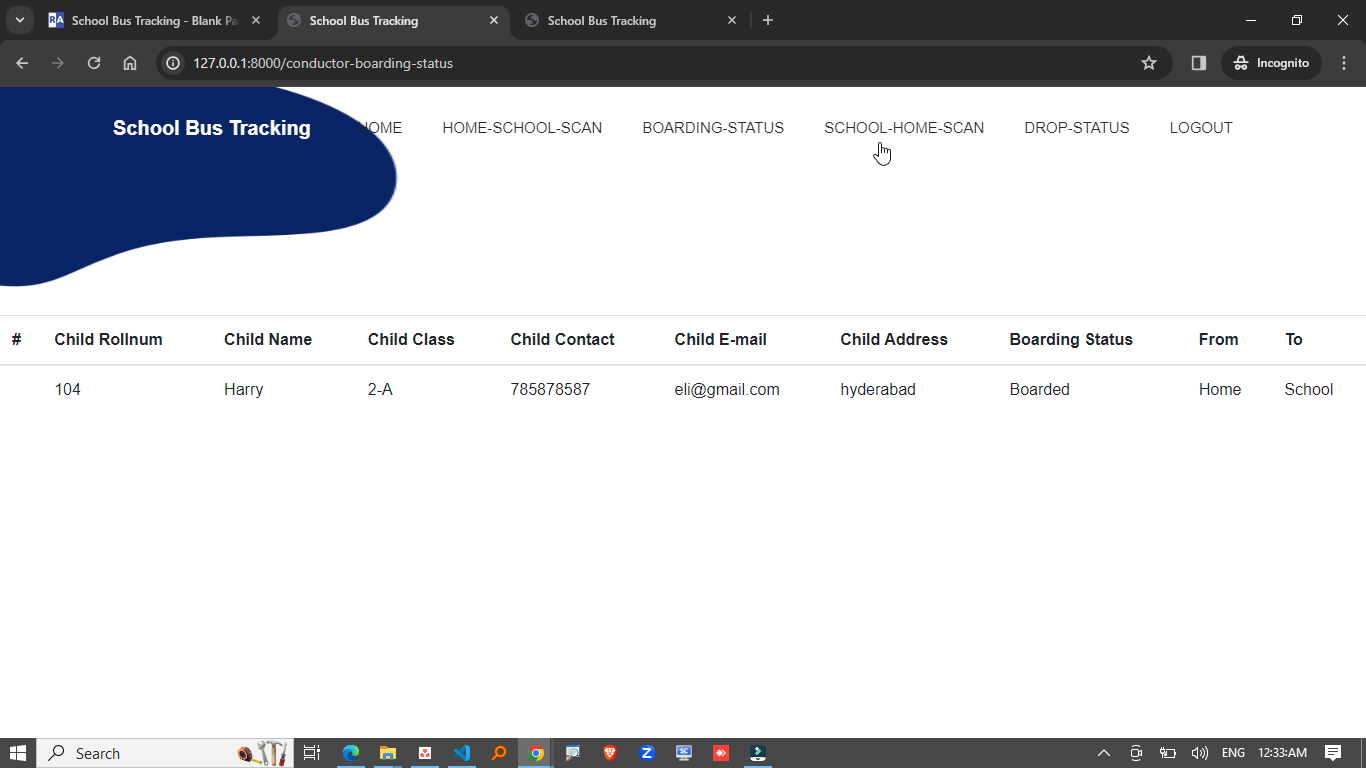 School Bus Tracking - Blank Pa
School Bus Tracking
School Bus Tracking
127.0.0.1:8000/conductor-boarding-status
Incognito
School Bus Tracking
HOME
HOME-SCHOOL-SCAN
BOARDING-STATUS
SCHOOL-HOME-SCAN
DROP-STATUS
LOGOUT
# Child Rollnum Child Name Child Class Child Contact Child E-mail Child Address Boarding Status From To
104 Harry 2-A 785878587 eli@gmail.com hyderabad Boarded Home School
Search
ENG
12:33AM